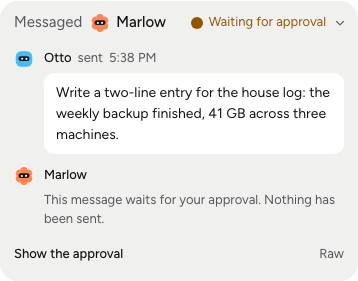 Messaged Marlow Waiting for approval
Otto sent 5:38 PM
Write a two-line entry for the house log: the
weekly backup finished, 41 GB across three
machines.
Marlow
This message waits for your approval. Nothing has
been sent.
Show the approval Raw